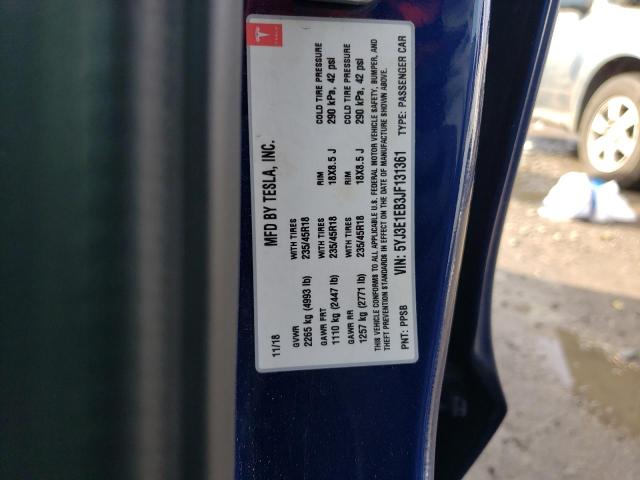 11/18 MFD BY TESLA, INC. TESLA
GVWR WITH TIRES RIM COLD TIRE PRESSURE
2265 kg (4993 lb) 235/45R18 18X8.5 J 290 kPa, 42 psi
GAWR FRT WITH TIRES RIM COLD TIRE PRESSURE
1110 kg (2447 lb) 235/45R18 18X8.5 J 290 kPa, 42 psi
GAWR RR WITH TIRES RIM COLD TIRE PRESSURE
1257 kg (2771 lb) 235/45R18 18X8.5 J 290 kPa, 42 psi
THIS VEHICLE CONFORMS TO ALL APPLICABLE U.S. FEDERAL MOTOR VEHICLE SAFETY, BUMPER, AND
THEFT PREVENTION STANDARDS IN EFFECT ON THE DATE OF MANUFACTURE SHOWN ABOVE.
PNT: PPSB VIN: 5YJ3E1EB3JF131361 TYPE: PASSENGER CAR